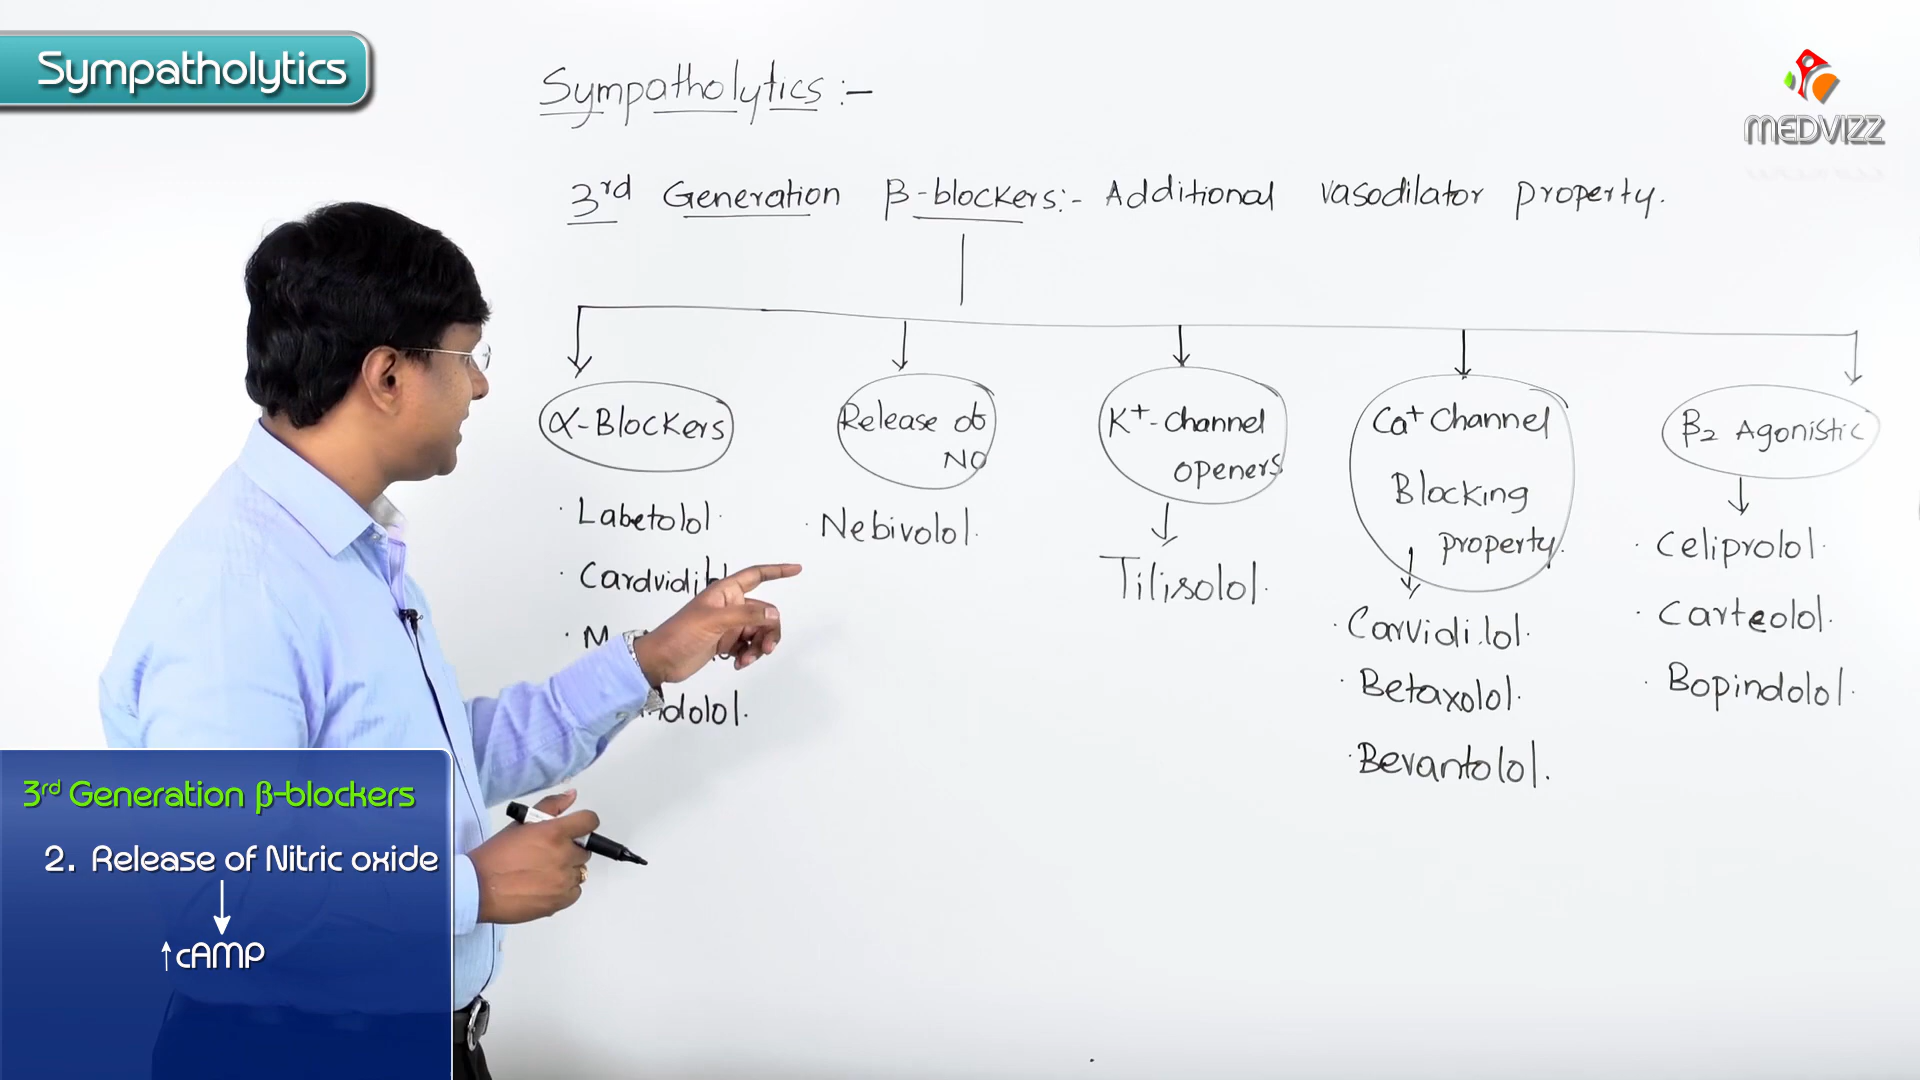 Sympatholytics
Sympatholytics :-
MEDVIZZ
3rd Generation β-blockers:- Additional vasodilator property.
α-Blockers
Labetolol
Release of
NO
Nebivolol.
K+-channel
openers
Tilisolol.
Ca+ Channel
Blocking
property.
Carvidilol.
Betaxolol.
Bevantolol.
β2 Agonistic
Celiprolol.
Carteolol.
Bopindolol.
3rd Generation β-blockers
2. Release of Nitric oxide
↑cAMP